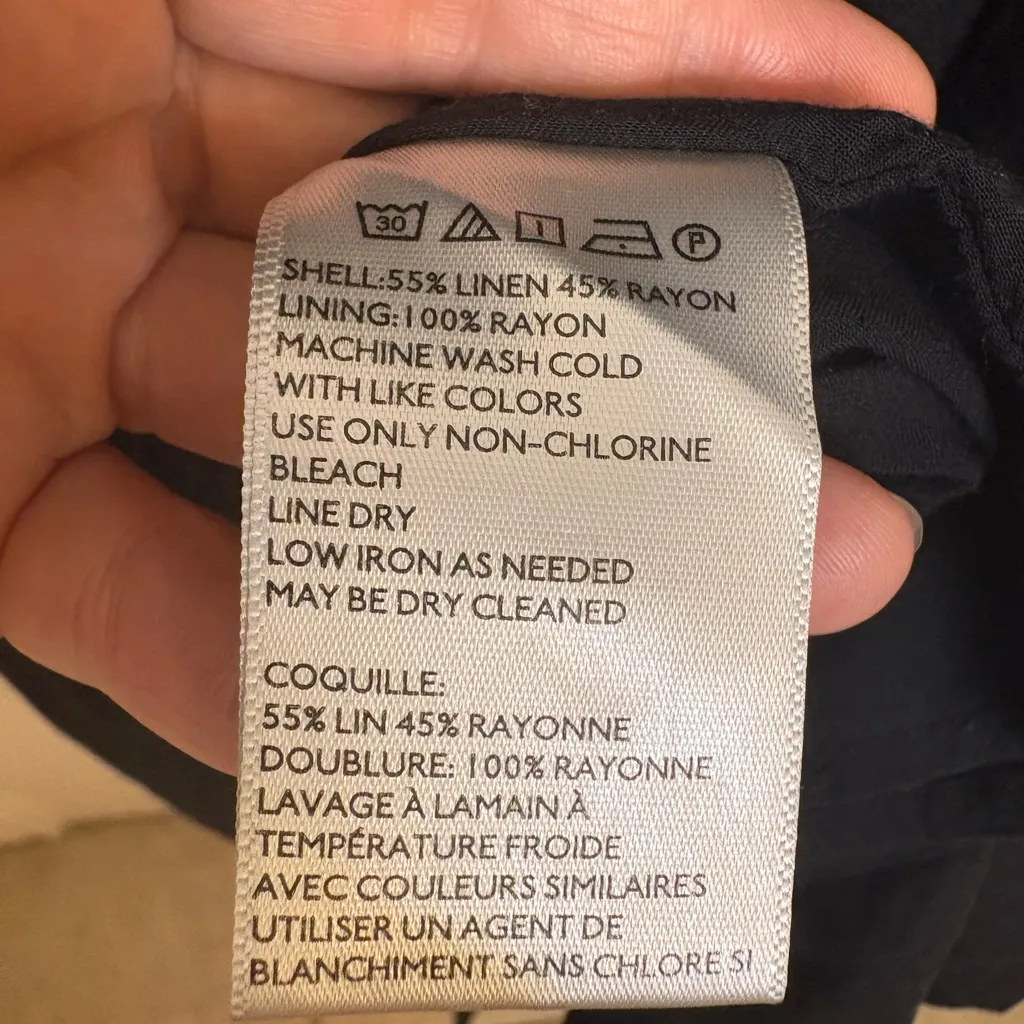 30 P
SHELL:55% LINEN 45% RAYON
LINING:100% RAYON
MACHINE WASH COLD
WITH LIKE COLORS
USE ONLY NON-CHLORINE
BLEACH
LINE DRY
LOW IRON AS NEEDED
MAY BE DRY CLEANED
COQUILLE:
55% LIN 45% RAYONNE
DOUBLURE: 100% RAYONNE
LAVAGE À LAMAIN À
TEMPÉRATURE FROIDE
AVEC COULEURS SIMILAIRES
UTILISER UN AGENT DE
BLANCHIMENT SANS CHLORE SI